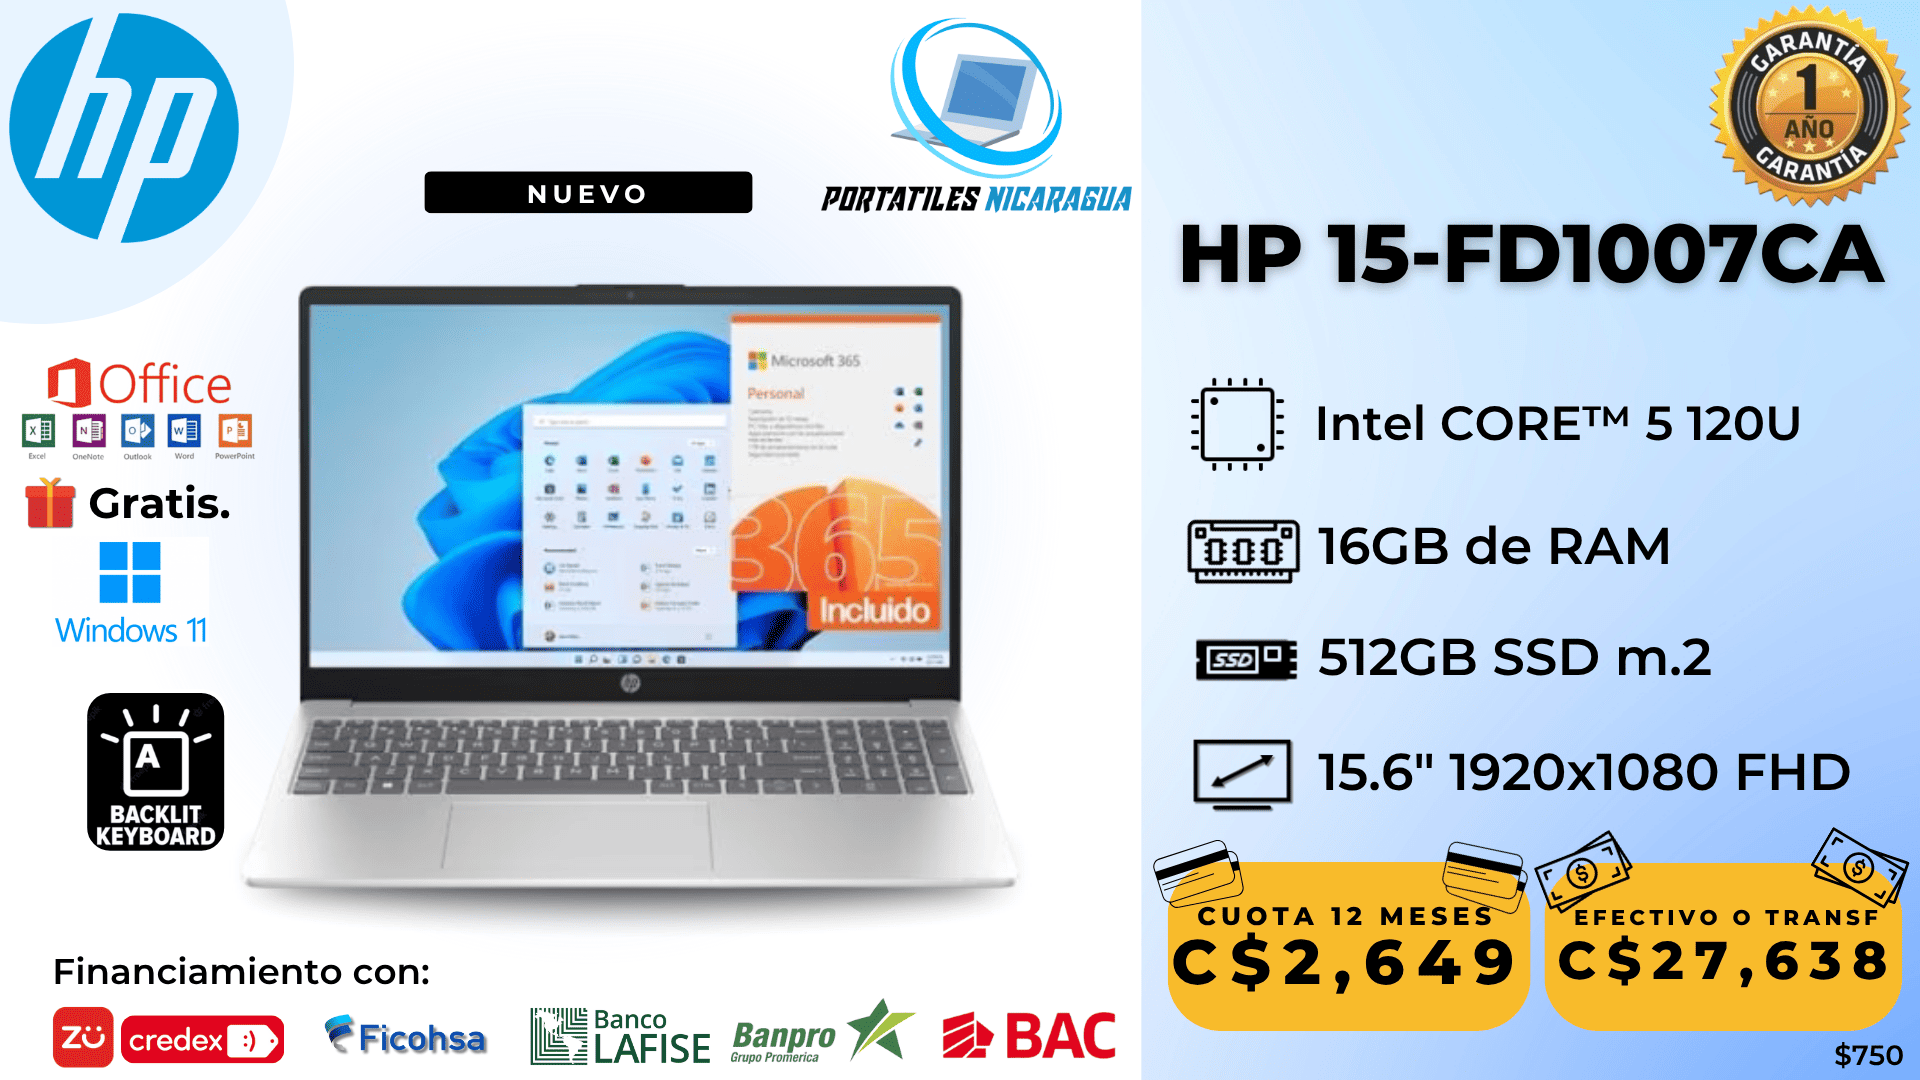 hp
NUEVO
PORTATILES NICARAGUA
GARANTÍA
1
AÑO
GARANTÍA
HP 15-FD1007CA
Office
Excel
OneNote
Outlook
Word
PowerPoint
Gratis.
Windows 11
A
BACKLIT
KEYBOARD
Microsoft 365
Personal
365
Incluido
hp
Intel CORE™ 5 120U
16GB de RAM
SSD
512GB SSD m.2
15.6" 1920x1080 FHD
CUOTA 12 MESES
C$2,649
EFECTIVO O TRANSF
C$27,638
$750
Financiamiento con:
ZU
credex
Ficohsa
Banco
LAFISE
Banpro
Grupo Promerica
BAC